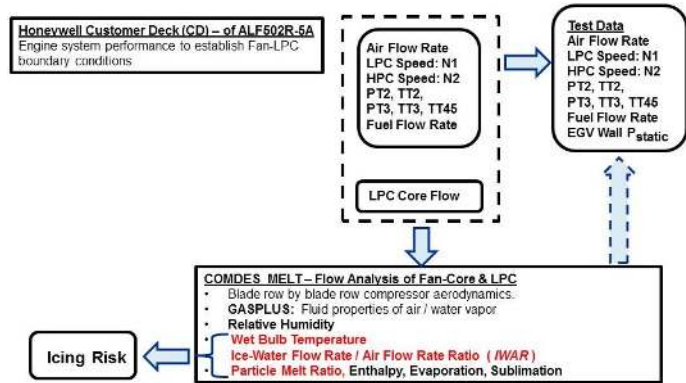 Honeywell Customer Deck (CD) – of ALF502R-5A
Engine system performance to establish Fan-LPC
boundary conditions
Air Flow Rate
LPC Speed: N1
HPC Speed: N2
PT2, TT2,
PT3, TT3, TT45
Fuel Flow Rate
LPC Core Flow
Test Data
Air Flow Rate
LPC Speed: N1
HPC Speed: N2
PT2, TT2,
PT3, TT3, TT45
Fuel Flow Rate
EGV Wall Pstatic
COMDES_MELT – Flow Analysis of Fan-Core & LPC
• Blade row by blade row compressor aerodynamics.
• GASPLUS: Fluid properties of air / water vapor
• Relative Humidity
• Wet Bulb Temperature
• Ice-Water Flow Rate / Air Flow Rate Ratio ( IWAR )
• Particle Melt Ratio, Enthalpy, Evaporation, Sublimation
Icing Risk